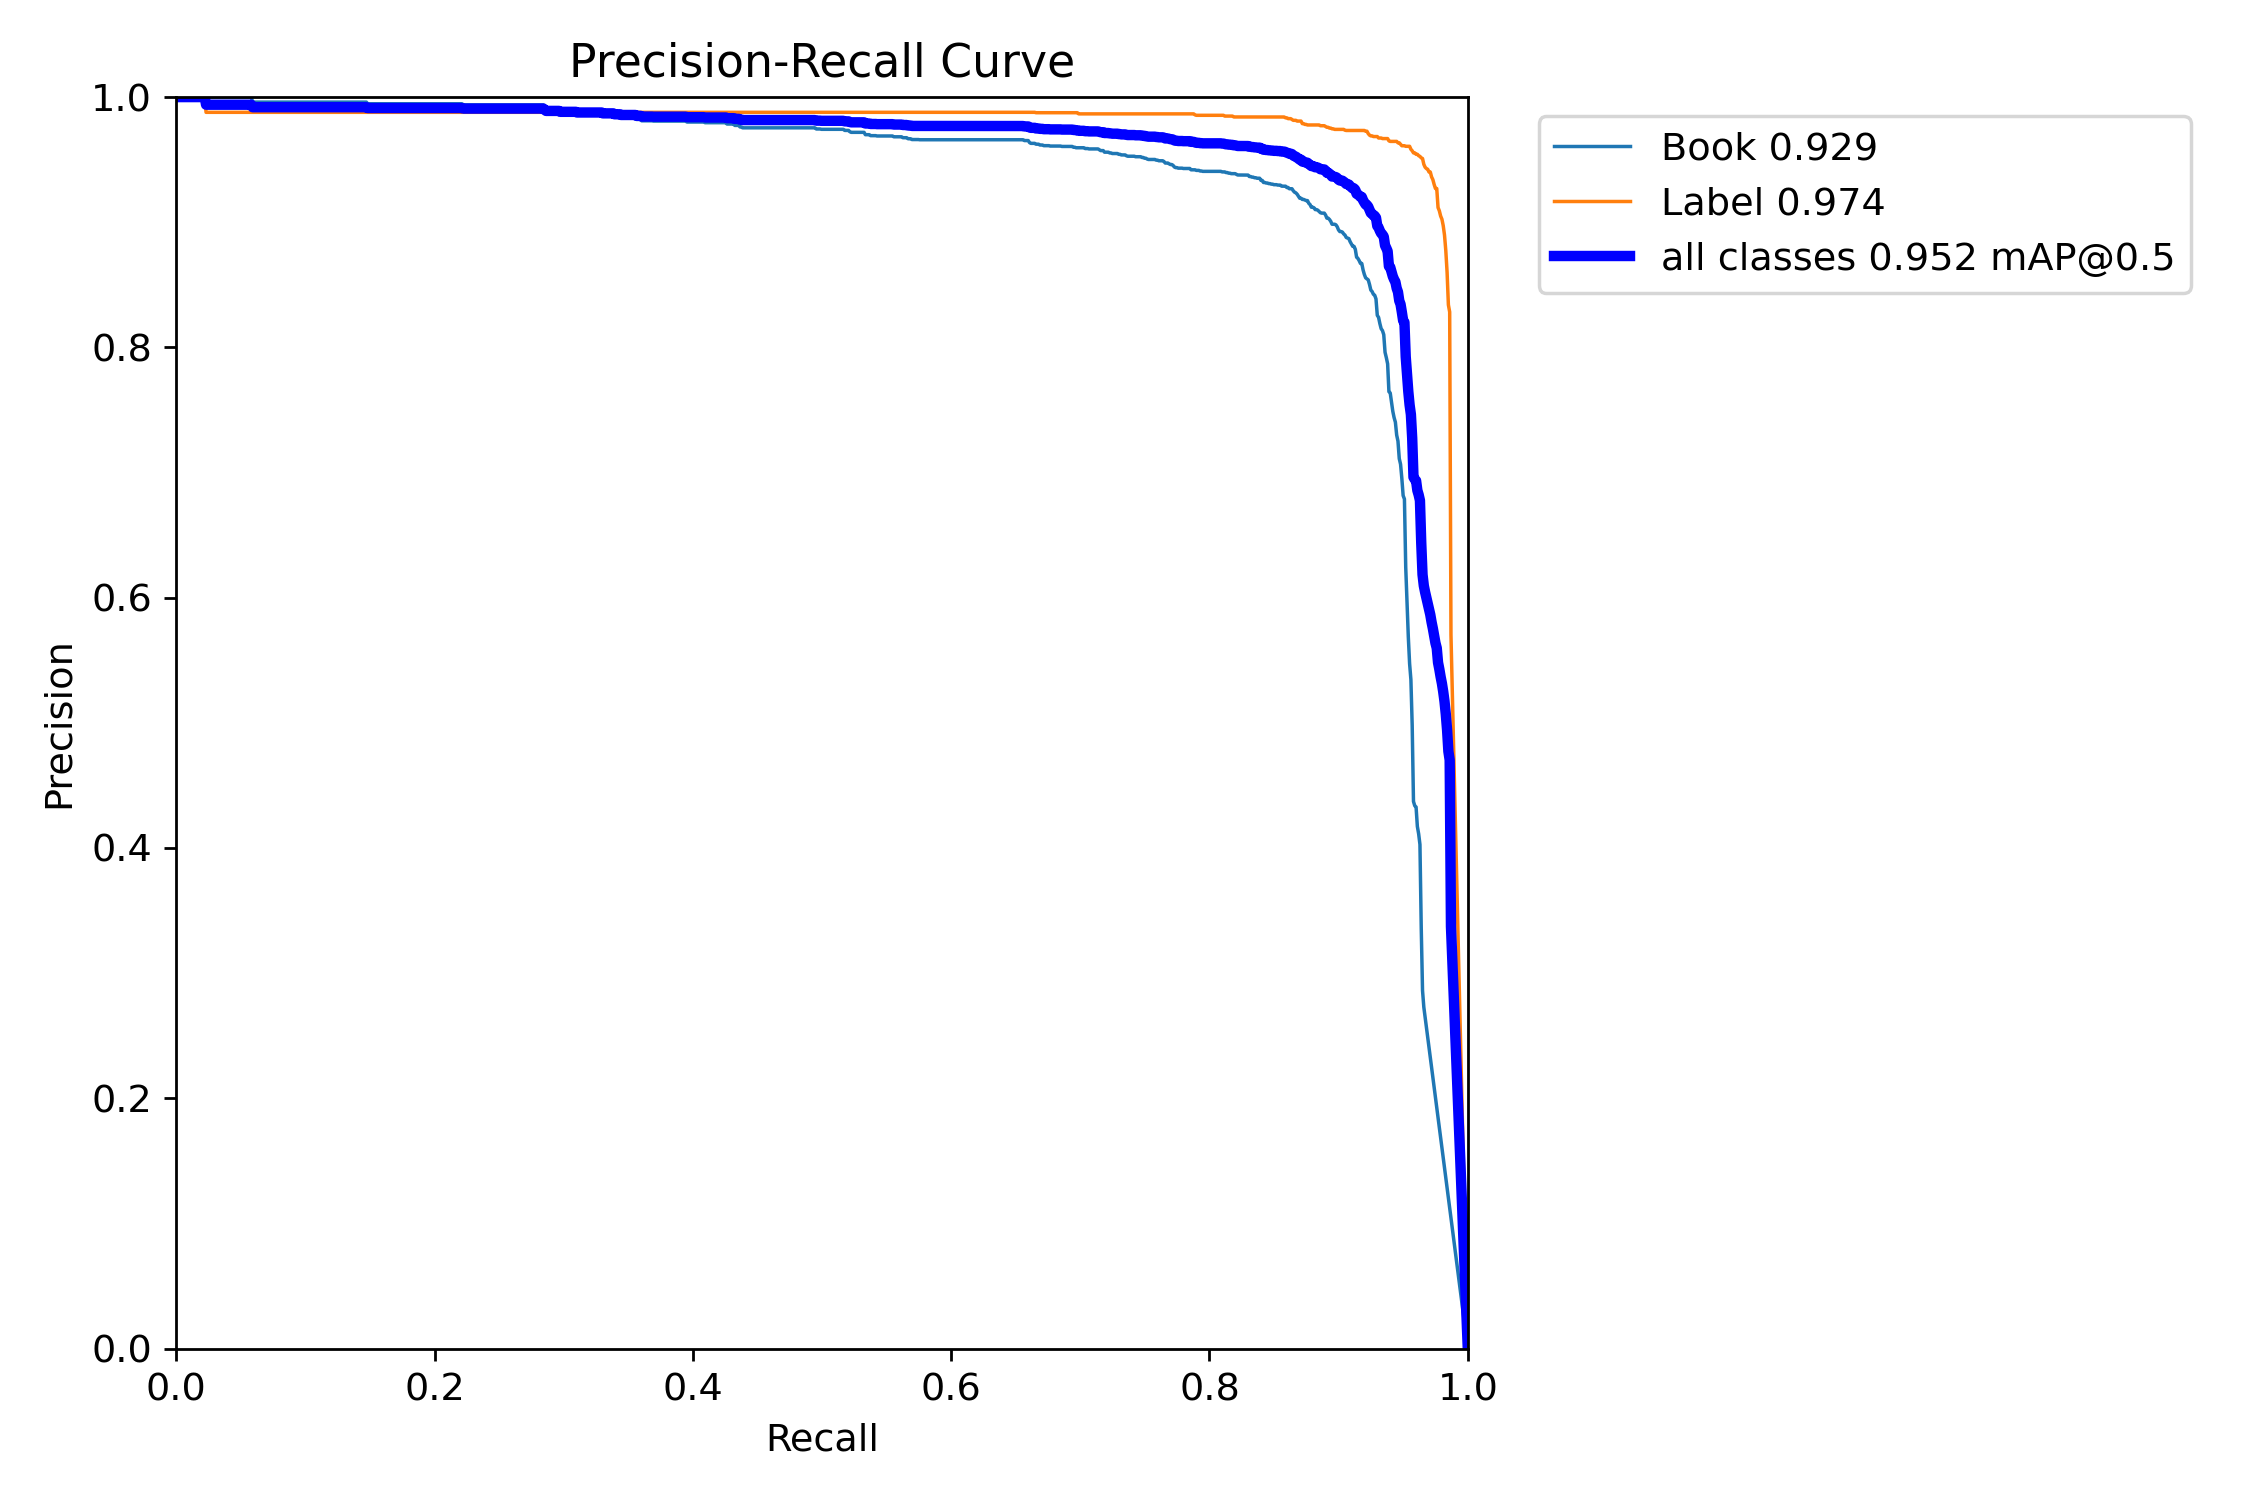 Precision-Recall Curve
1.0
0.8
0.6
0.4
0.2
0.0
Precision
0.0 0.2 0.4 0.6 0.8 1.0
Recall
Book 0.929
Label 0.974
all classes 0.952 mAP@0.5